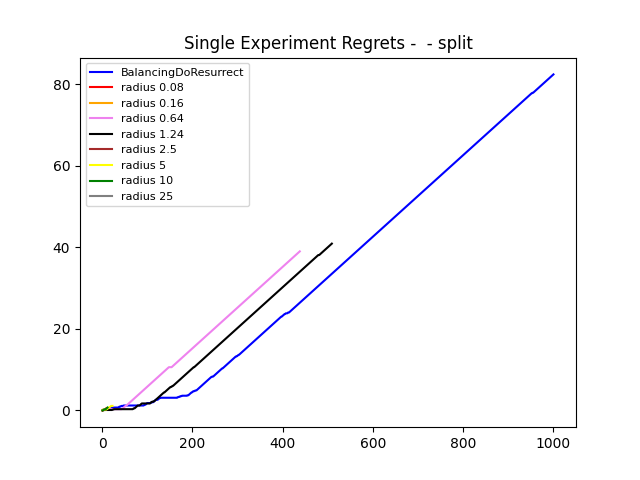 Single Experiment Regrets -  - split
BalancingDoResurrect
radius 0.08
radius 0.16
radius 0.64
radius 1.24
radius 2.5
radius 5
radius 10
radius 25
80
60
40
20
0
0 200 400 600 800 1000